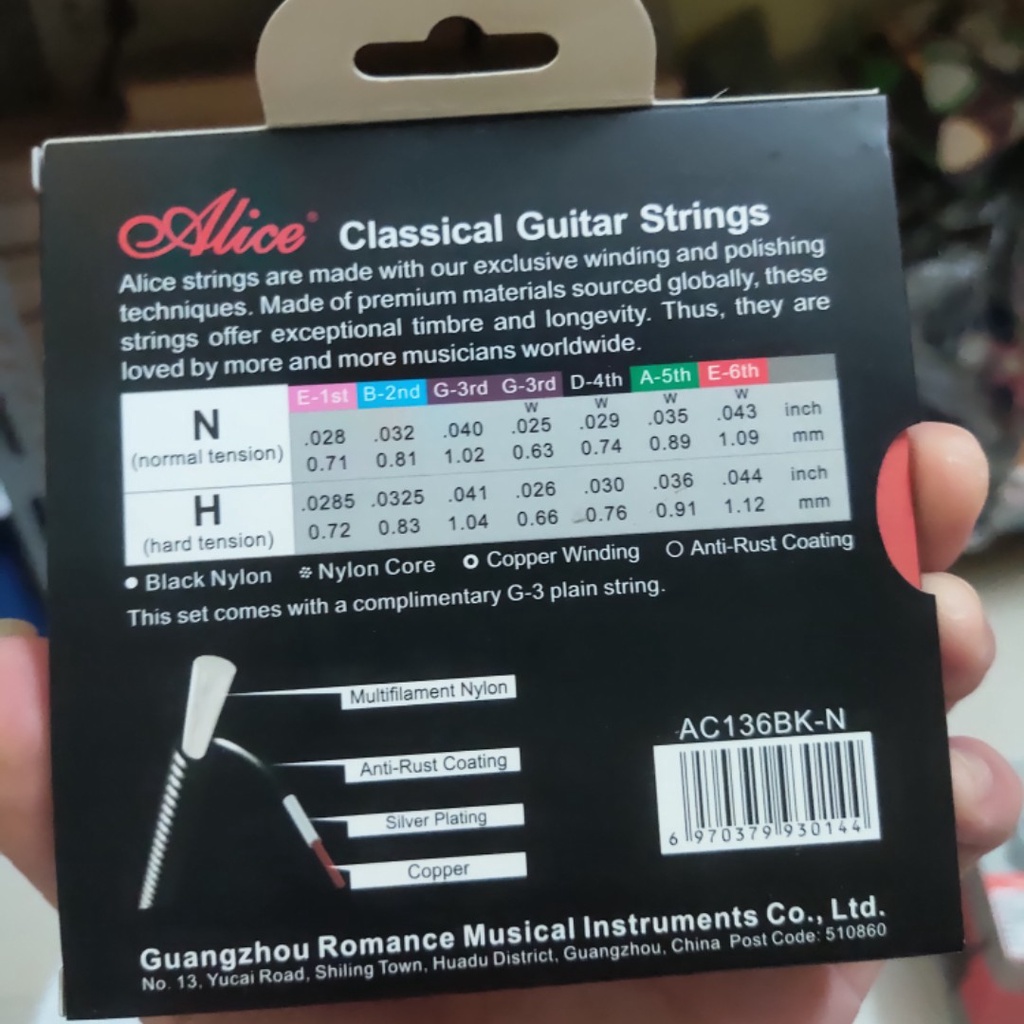 Alice® Classical Guitar Strings
Alice strings are made with our exclusive winding and polishing
techniques. Made of premium materials sourced globally, these
strings offer exceptional timbre and longevity. Thus, they are
loved by more and more musicians worldwide.
E-1st B-2nd G-3rd G-3rd D-4th A-5th E-6th
W W W W
N .028 .032 .040 .025 .029 .035 .043 inch
(normal tension) 0.71 0.81 1.02 0.63 0.74 0.89 1.09 mm
H .0285 .0325 .041 .026 .030 .036 .044 inch
(hard tension) 0.72 0.83 1.04 0.66 0.76 0.91 1.12 mm
Black Nylon Nylon Core Copper Winding Anti-Rust Coating
This set comes with a complimentary G-3 plain string.
Multifilament Nylon
Anti-Rust Coating
Silver Plating
Copper
AC136BK-N
6 970379 930144
Guangzhou Romance Musical Instruments Co., Ltd.
No. 13, Yucai Road, Shiling Town, Huadu District, Guangzhou, China Post Code: 510860